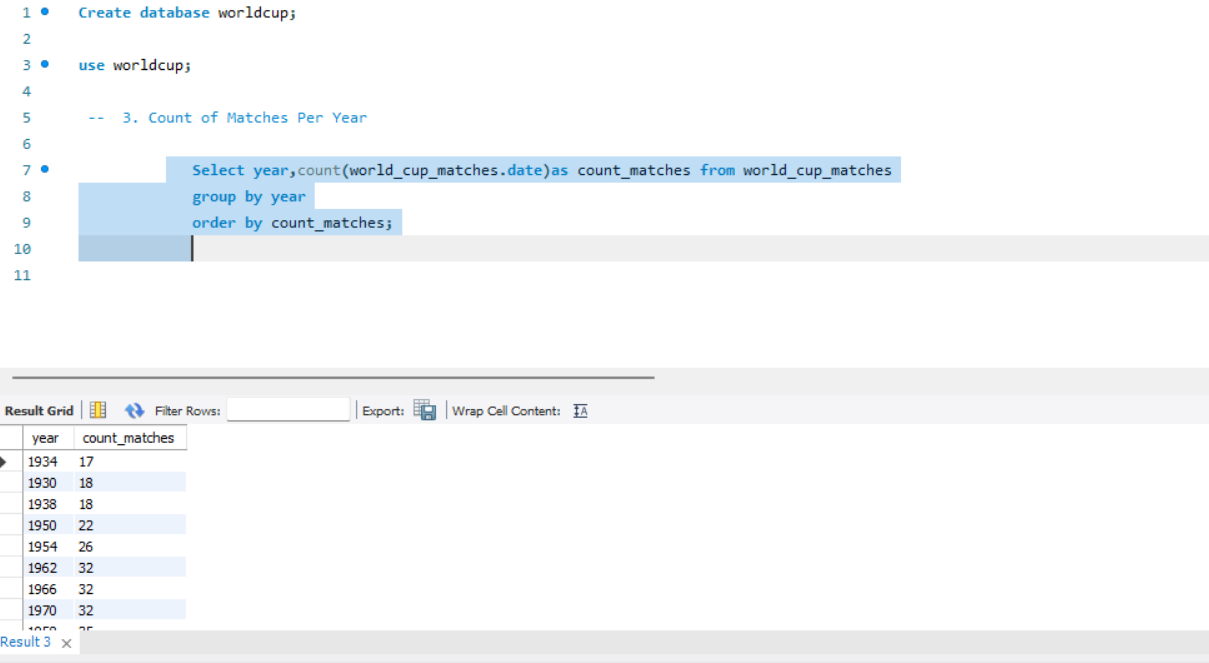 1 Create database worldcup;
2
3 use worldcup;
4
5 -- 3. Count of Matches Per Year
6
7 Select year,count(world_cup_matches.date)as count_matches from world_cup_matches
8 group by year
9 order by count_matches;
10
11
Result Grid Filter Rows: Export: Wrap Cell Content: IA
year count_matches
1934 17
1930 18
1938 18
1950 22
1954 26
1962 32
1966 32
1970 32
Result 3 ×